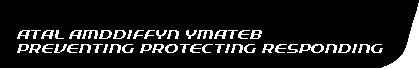 ATAL AMDDIFFYN YMATEB
PREVENTING PROTECTING RESPONDING